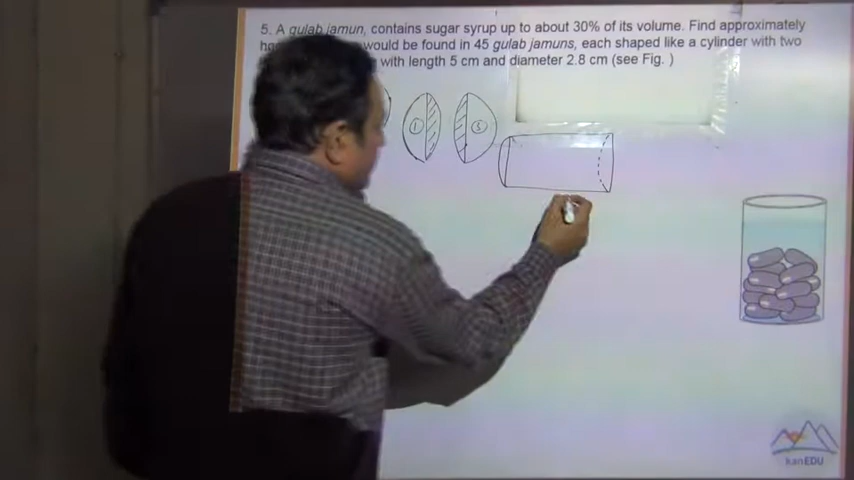 5. A gulab jamun, contains sugar syrup up to about 30% of its volume. Find approximately
would be found in 45 gulab jamuns, each shaped like a cylinder with two
with length 5 cm and diameter 2.8 cm (see Fig. )
1
kanEDU